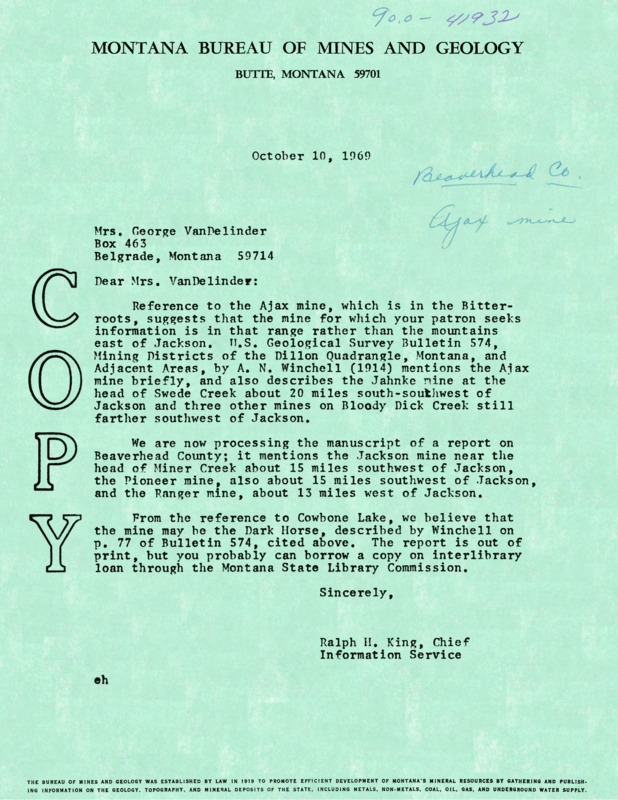 90.0 - 41932
MONTANA BUREAU OF MINES AND GEOLOGY
BUTTE, MONTANA 59701
October 10, 1969
Beaverhead Co.
Ajax mine
Mrs. George VanDelinder
Box 463
Belgrade, Montana 59714
Dear Mrs. VanDelinder:
Reference to the Ajax mine, which is in the Bitter-
roots, suggests that the mine for which your patron seeks
information is in that range rather than the mountains
east of Jackson. U.S. Geological Survey Bulletin 574,
Mining Districts of the Dillon Quadrangle, Montana, and
Adjacent Areas, by A. N. Winchell (1914) mentions the Ajax
mine briefly, and also describes the Jahnke mine at the
head of Swede Creek about 20 miles south-southwest of
Jackson and three other mines on Bloody Dick Creek still
farther southwest of Jackson.
We are now processing the manuscript of a report on
Beaverhead County; it mentions the Jackson mine near the
head of Miner Creek about 15 miles southwest of Jackson,
the Pioneer mine, also about 15 miles southwest of Jackson,
and the Ranger mine, about 13 miles west of Jackson.
From the reference to Cowbone Lake, we believe that
the mine may be the Dark Horse, described by Winchell on
p. 77 of Bulletin 574, cited above. The report is out of
print, but you probably can borrow a copy on interlibrary
loan through the Montana State Library Commission.
Sincerely,
Ralph H. King, Chief
Information Service
eh
COPY
THE BUREAU OF MINES AND GEOLOGY WAS ESTABLISHED BY LAW IN 1919 TO PROMOTE EFFICIENT DEVELOPMENT OF MONTANA'S MINERAL RESOURCES BY GATHERING AND PUBLISH-
ING INFORMATION ON THE GEOLOGY, TOPOGRAPHY, AND MINERAL DEPOSITS OF THE STATE, INCLUDING METALS, NON-METALS, COAL, OIL, GAS, AND UNDERGROUND WATER SUPPLY.